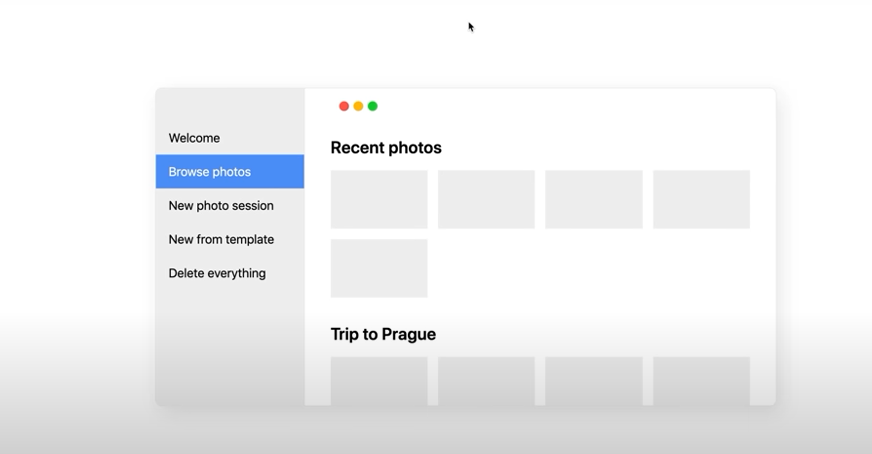 Welcome
Browse photos
New photo session
New from template
Delete everything
Recent photos
Trip to Prague